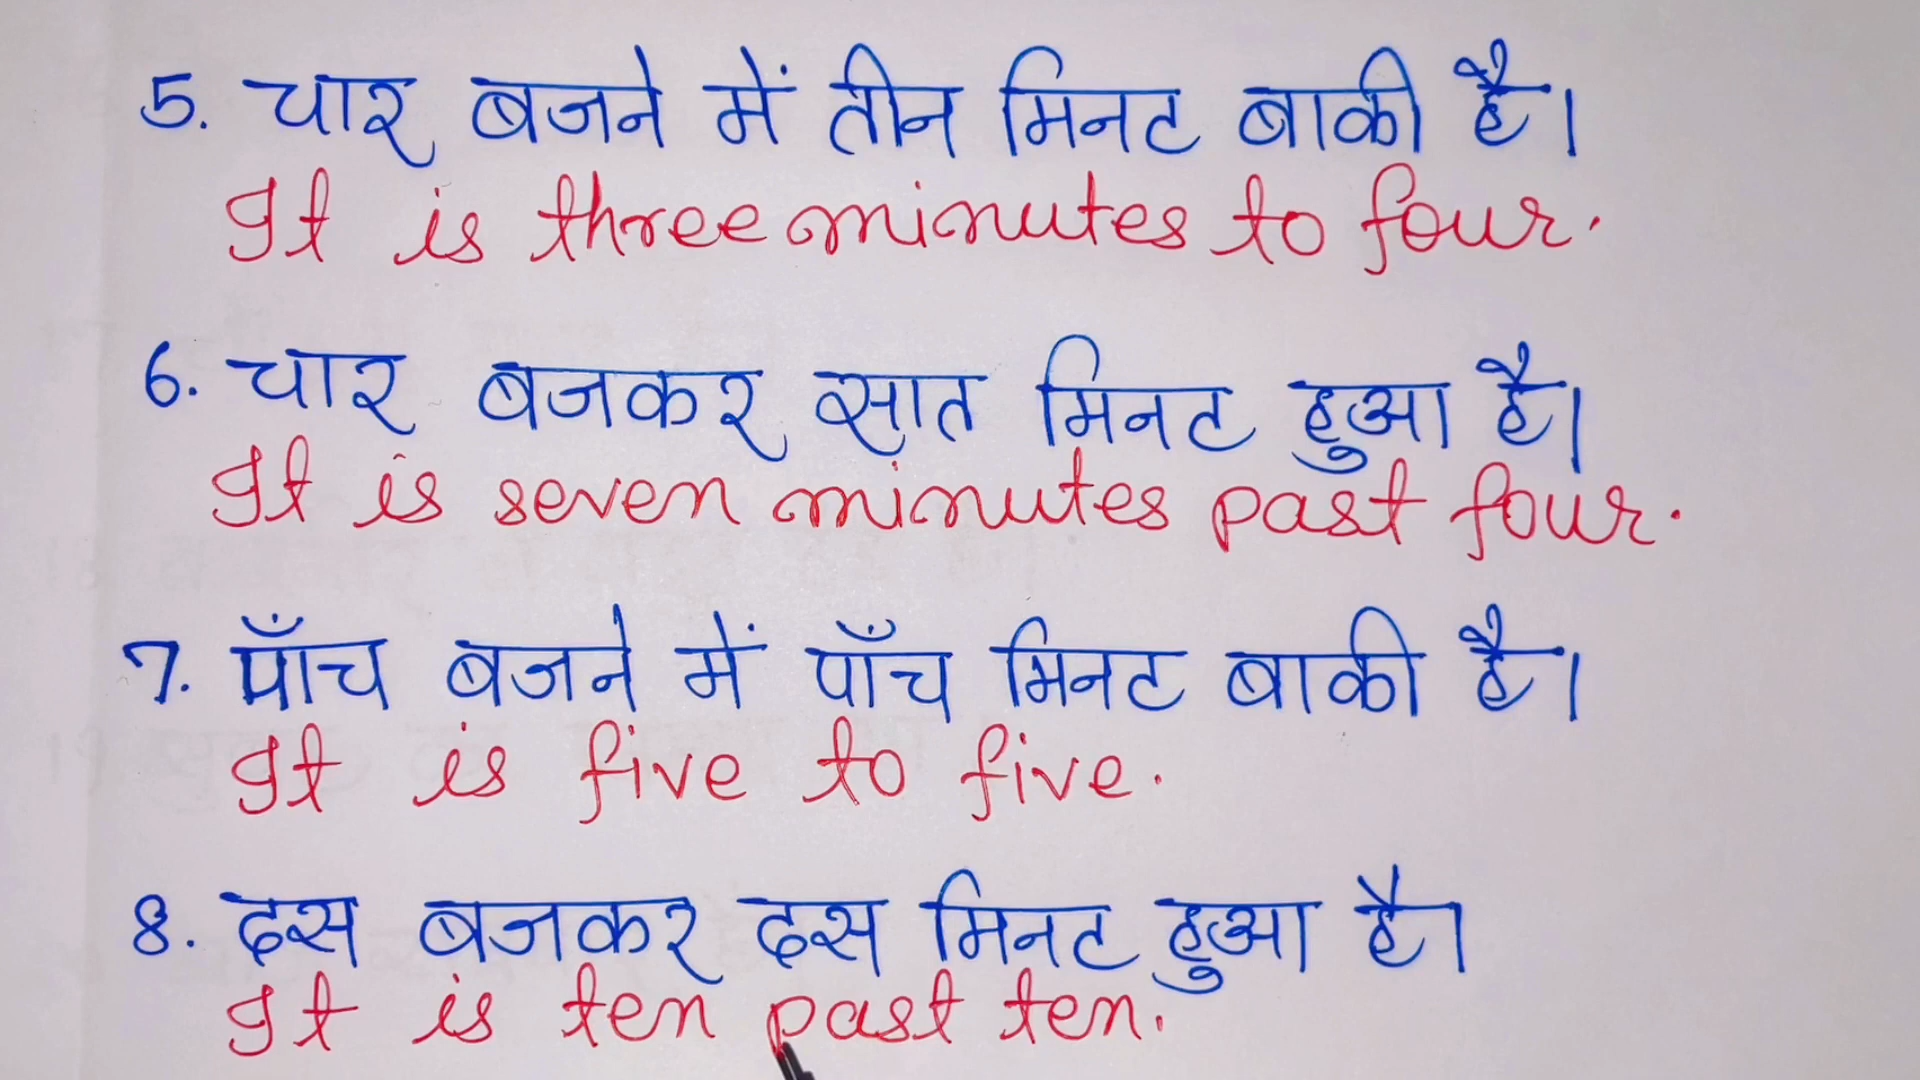 5. चार बजने में तीन मिनट बाकी हैं।
It is three minutes to four.
6. चार बजकर सात मिनट हुआ है।
It is seven minutes past four.
7. पाँच बजने में पाँच मिनट बाकी हैं।
It is five to five.
8. दस बजकर दस मिनट हुआ है।
It is ten past ten.